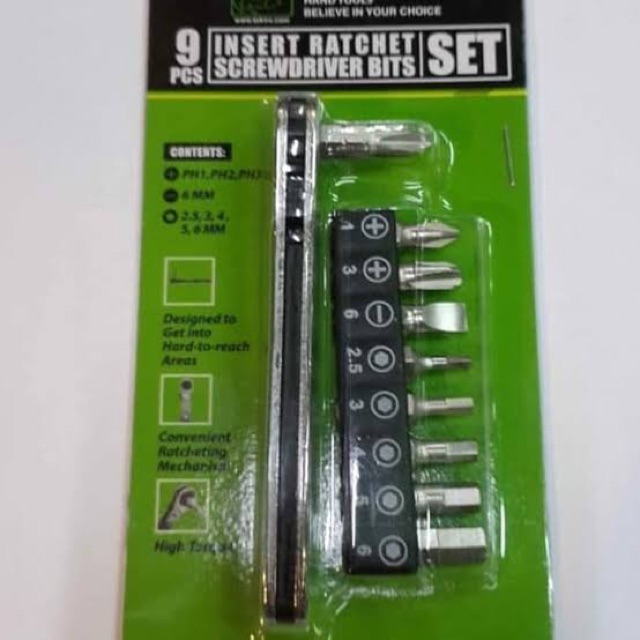 HAND TOOLS
BELIEVE IN YOUR CHOICE
9
PCS
INSERT RATCHET
SCREWDRIVER BITS
SET
CONTENTS:
PH1,PH2,PH3
6 MM
2.5, 3, 4,
5, 6 MM
Designed to
Get into
Hard-to-reach
Areas
Convenient
Ratcheting
Mechanism
High
1
3
6
2.5
3
4
5
6